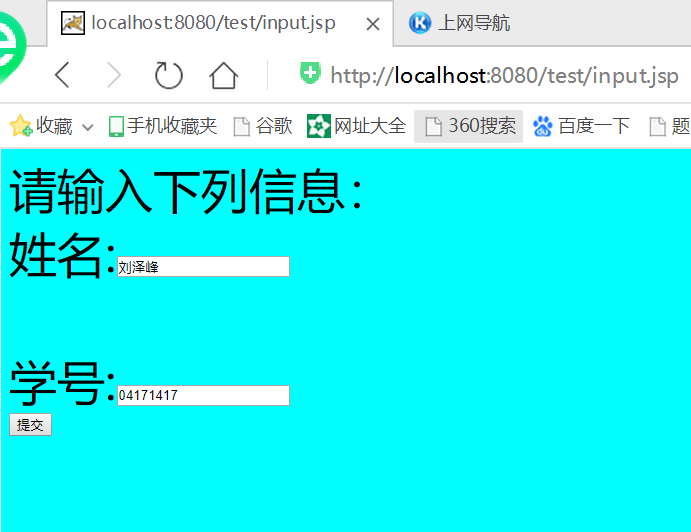 localhost:8080/test/input.jsp 上网导航
http://localhost:8080/test/input.jsp
收藏 手机收藏夹 谷歌 网址大全 360搜索 百度一下 题
请输入下列信息：
姓名:刘泽峰
学号:04171417
提交